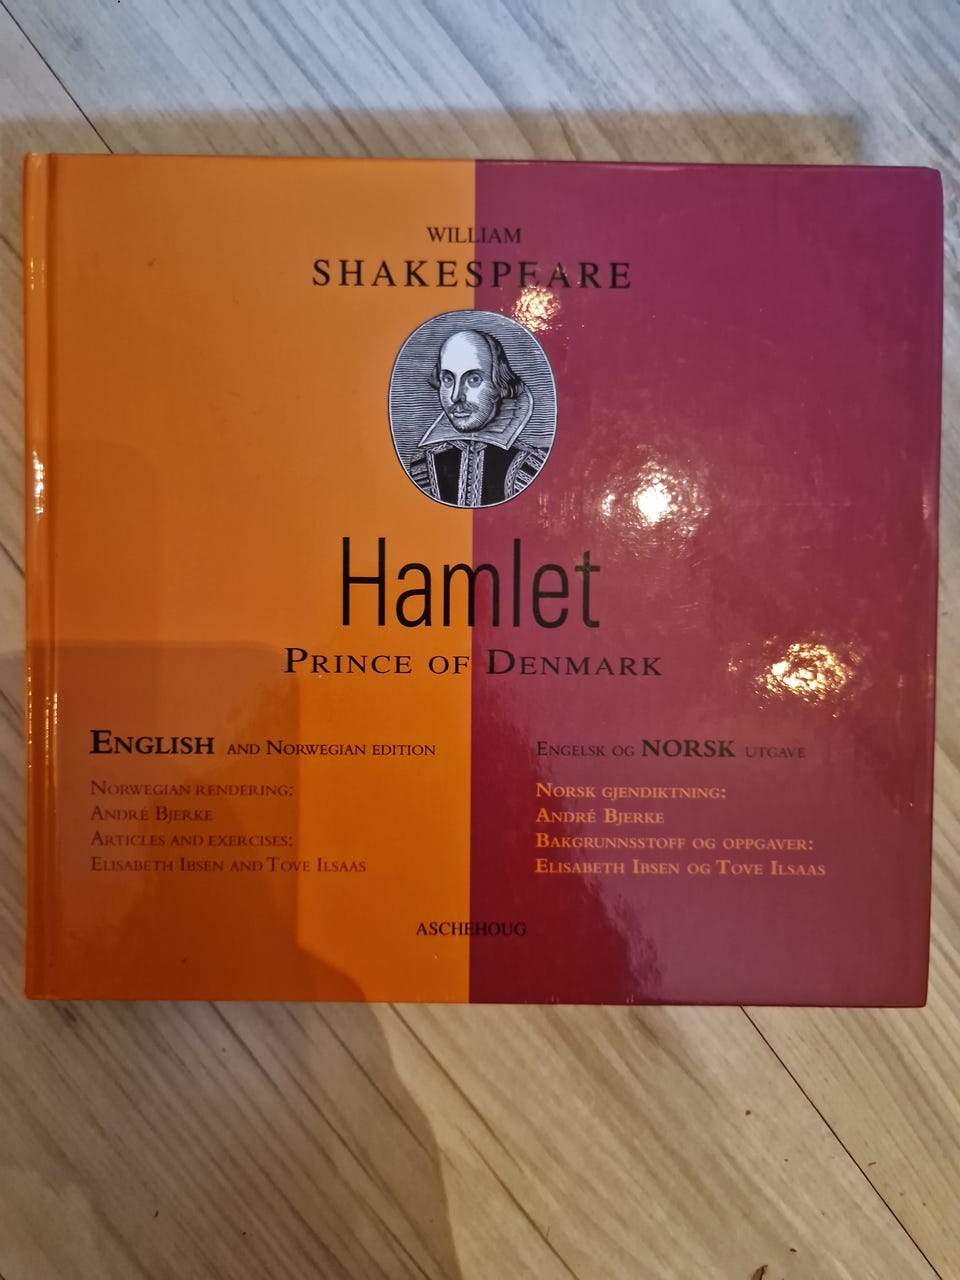 WILLIAM
SHAKESPEARE
Hamlet
PRINCE OF DENMARK
ENGLISH AND NORWEGIAN EDITION
NORWEGIAN RENDERING:
ANDRÉ BJERKE
ARTICLES AND EXERCISES:
ELISABETH IBSEN AND TOVE ILSAAS
ENGELSK OG NORSK UTGAVE
NORSK GJENDIKTNING:
ANDRÉ BJERKE
BAKGRUNNSSTOFF OG OPPGAVER:
ELISABETH IBSEN OG TOVE ILSAAS
ASCHEHOUG